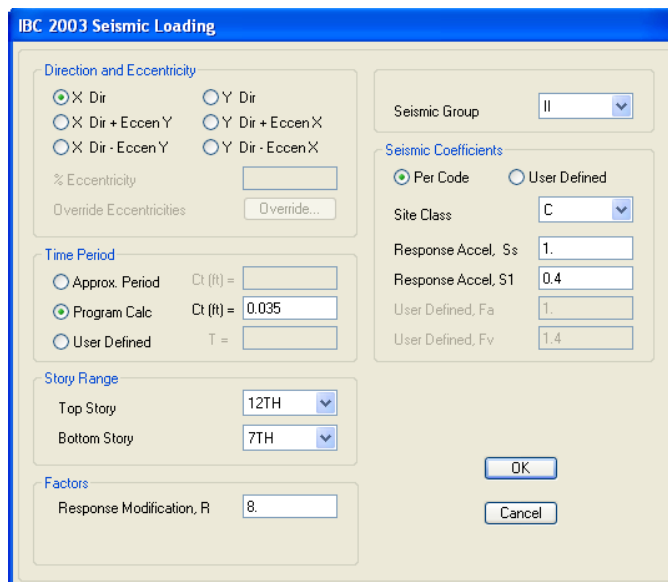 IBC 2003 Seismic Loading
Direction and Eccentricity
X Dir
Y Dir
X Dir + Eccen Y
Y Dir + Eccen X
X Dir - Eccen Y
Y Dir - Eccen X
% Eccentricity
Override Eccentricities
Override...
Time Period
Approx. Period
Ct (ft) =
Program Calc
Ct (ft) =
0.035
User Defined
T =
Story Range
Top Story
12TH
Bottom Story
7TH
Factors
Response Modification, R
8.
Seismic Group
II
Seismic Coefficients
Per Code
User Defined
Site Class
C
Response Accel, Ss
1.
Response Accel, S1
0.4
User Defined, Fa
1.
User Defined, Fv
1.4
OK
Cancel